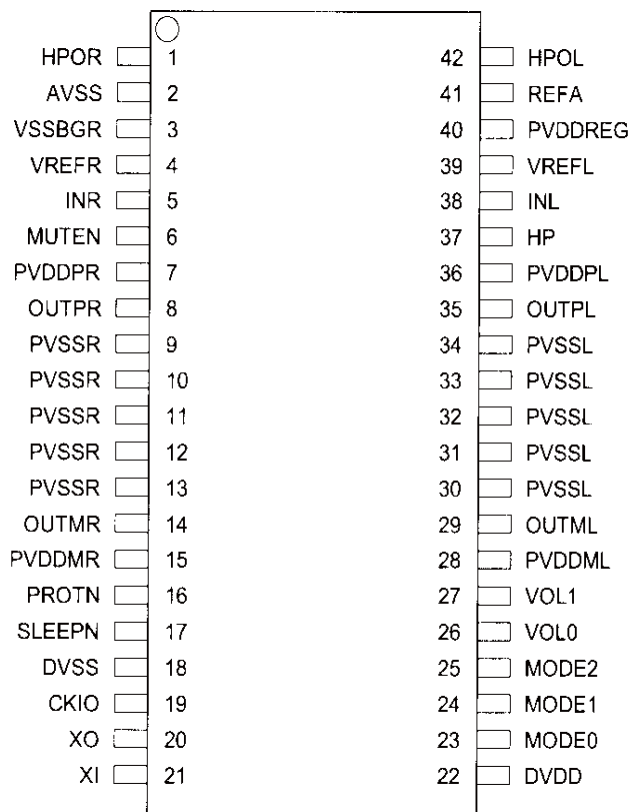 HPOR 1 42 HPOL
AVSS 2 41 REFA
VSSBGR 3 40 PVDDREG
VREFR 4 39 VREFL
INR 5 38 INL
MUTEN 6 37 HP
PVDDPR 7 36 PVDDPL
OUTPR 8 35 OUTPL
PVSSR 9 34 PVSSL
PVSSR 10 33 PVSSL
PVSSR 11 32 PVSSL
PVSSR 12 31 PVSSL
PVSSR 13 30 PVSSL
OUTMR 14 29 OUTML
PVDDMR 15 28 PVDDML
PROTN 16 27 VOL1
SLEEPN 17 26 VOL0
DVSS 18 25 MODE2
CKIO 19 24 MODE1
XO 20 23 MODE0
XI 21 22 DVDD